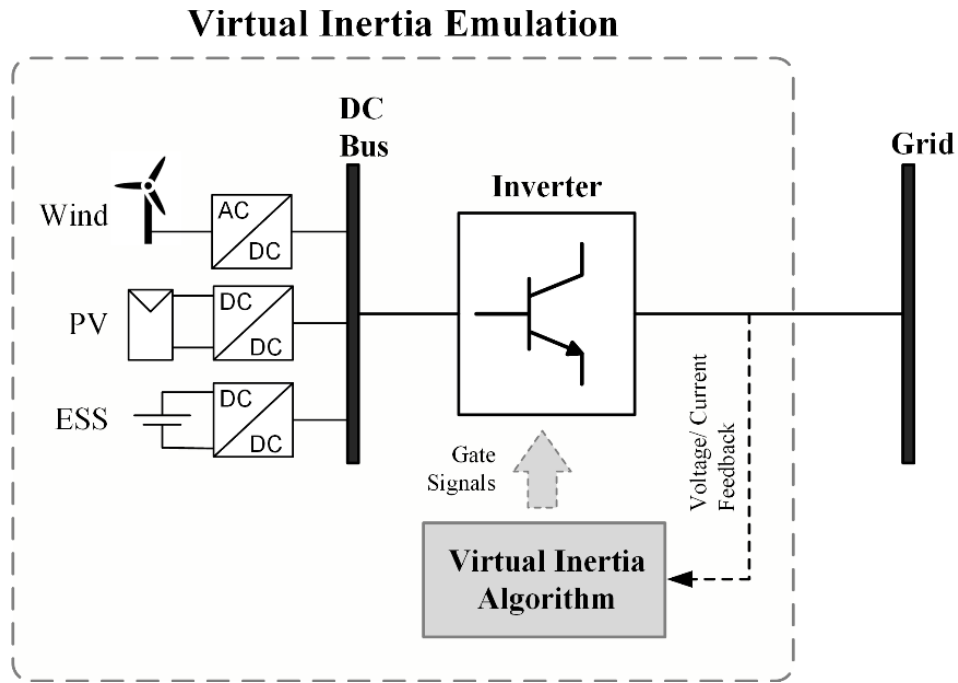 Virtual Inertia Emulation
DC
Bus
Grid
Inverter
Wind
AC
DC
PV
DC
DC
ESS
DC
DC
Gate
Signals
Voltage/ Current
Feedback
Virtual Inertia
Algorithm